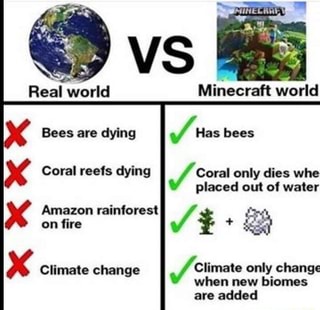 MINECRAFT
VS
Real world
Minecraft world
Bees are dying
Has bees
Coral reefs dying
Coral only dies whe
placed out of water
Amazon rainforest
on fire
+
Climate change
Climate only change
when new biomes
are added